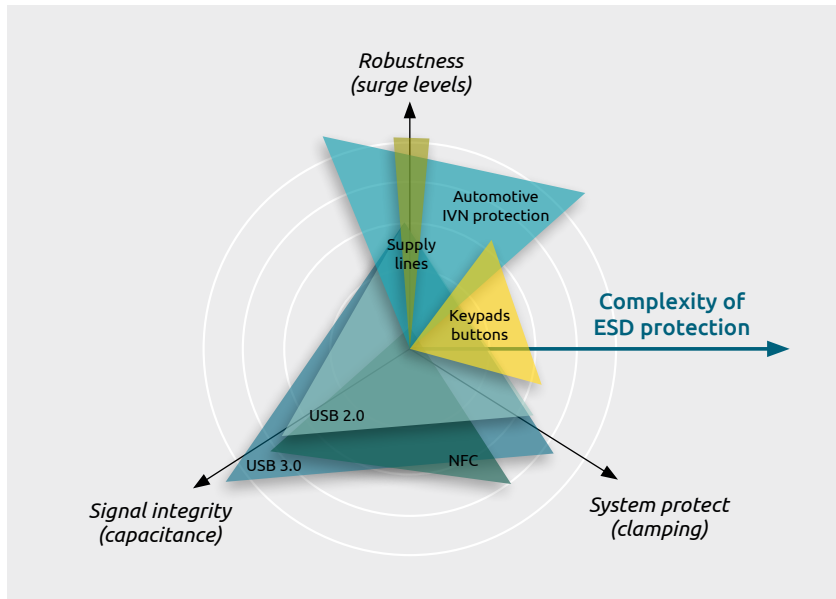 Robustness
(surge levels)
Automotive
IVN protection
Supply
lines
Complexity of
ESD protection
Keypads
buttons
USB 2.0
USB 3.0
NFC
Signal integrity
(capacitance)
System protect
(clamping)